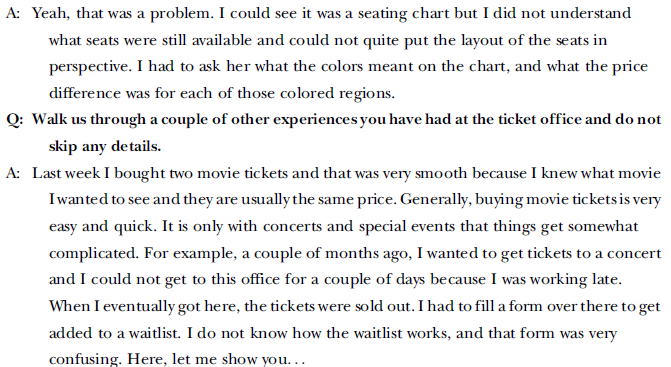 A: Yeah, that was a problem. I could see it was a seating chart but I did not understand
what seats were still available and could not quite put the layout of the seats in
perspective. I had to ask her what the colors meant on the chart, and what the price
difference was for each of those colored regions.
Q: Walk us through a couple of other experiences you have had at the ticket office and do not
skip any details.
A: Last week I bought two movie tickets and that was very smooth because I knew what movie
I wanted to see and they are usually the same price. Generally, buying movie tickets is very
easy and quick. It is only with concerts and special events that things get somewhat
complicated. For example, a couple of months ago, I wanted to get tickets to a concert
and I could not get to this office for a couple of days because I was working late.
When I eventually got here, the tickets were sold out. I had to fill a form over there to get
added to a waitlist. I do not know how the waitlist works, and that form was very
confusing. Here, let me show you. . .